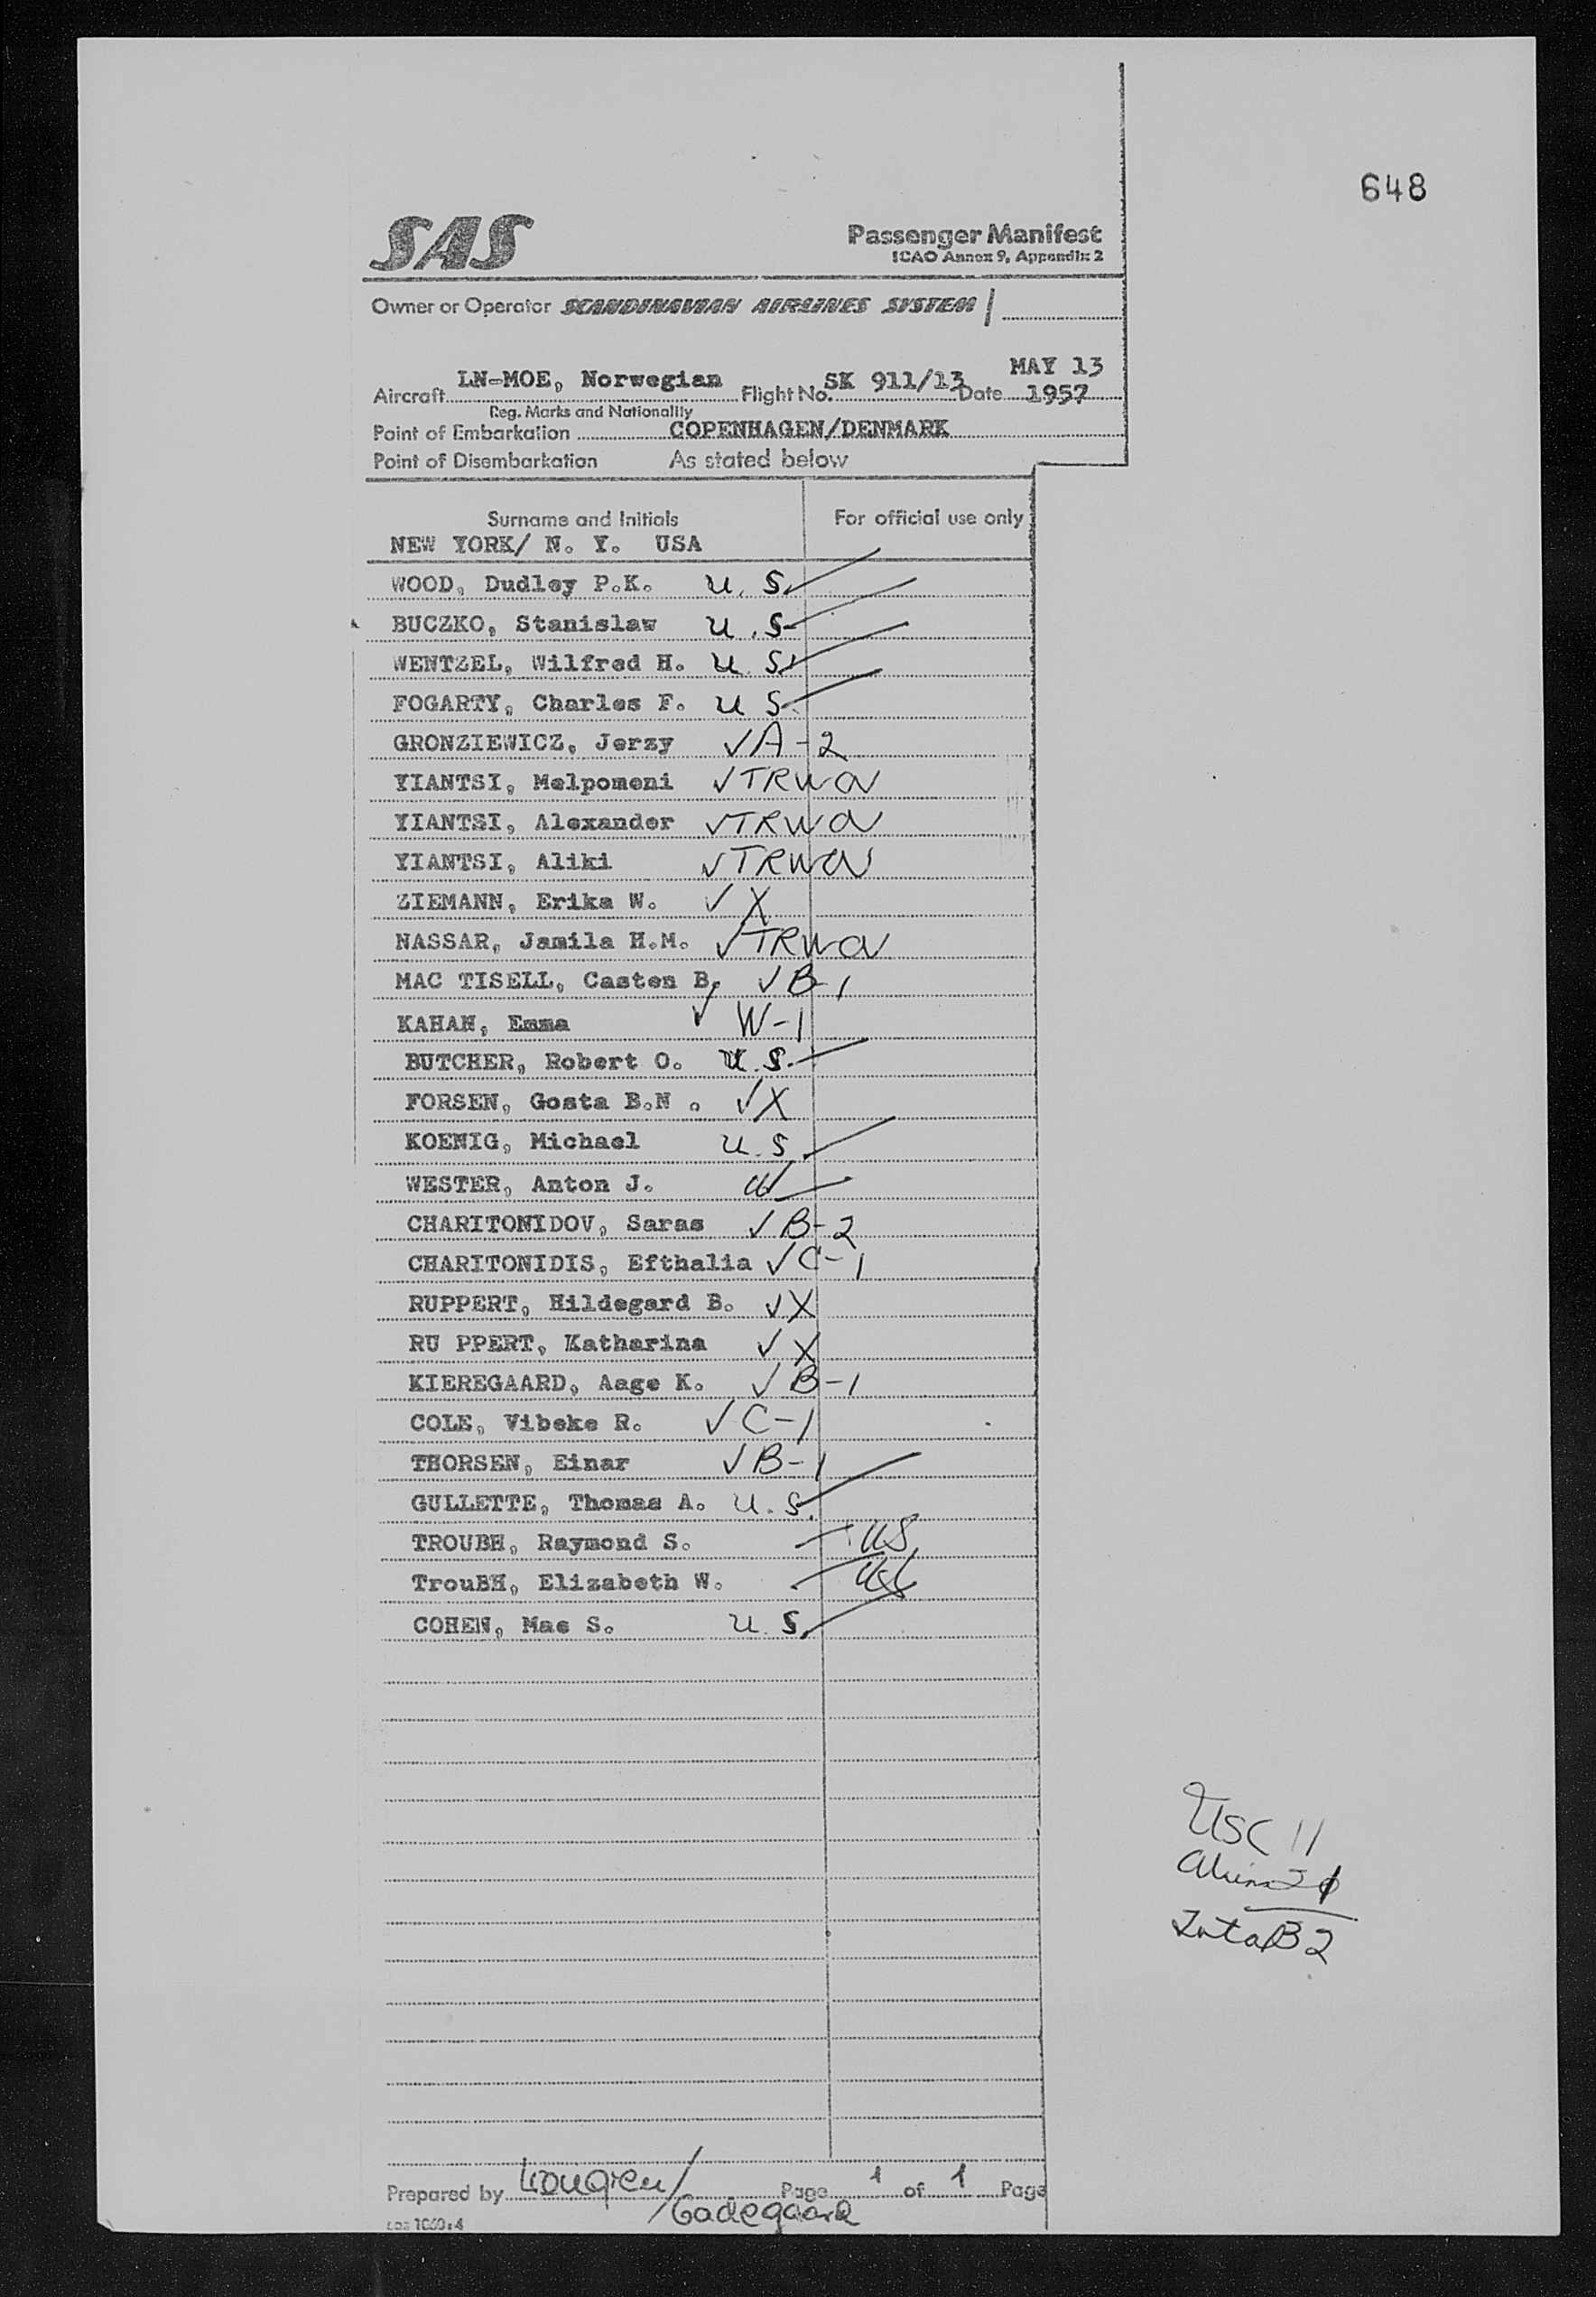 648
SAS
Passenger Manifest
ICAO Annex 9, Appendix 2
Owner or Operator SCANDINAVIAN AIRLINES SYSTEM
Aircraft LN-MOE, Norwegian Flight No. SK 911/13 Date MAY 13 1957
Reg. Marks and Nationality
Point of Embarkation COPENHAGEN/DENMARK
Point of Disembarkation As stated below
Surname and Initials For official use only
NEW YORK/ N. Y. USA
WOOD, Dudley P.K. U.S.
BUCZKO, Stanislaw U.S
WENTZEL, Wilfred H. U.S.
FOGARTY, Charles F. U S.
GRONZIEWICZ, Jerzy ✓ A-2
YIANTSI, Melpomeni ✓ TRWOV
YIANTSI, Alexander ✓ TRWOV
YIANTSI, Aliki ✓ TRWOV
ZIEMANN, Erika W. ✓ X
NASSAR, Jamila H.M. ✓ TRWOV
MAC TISELL, Casten B. ✓ B-1
KAHAN, Emma ✓ W-1
BUTCHER, Robert O. U.S.
FORSEN, Gosta B.N . ✓ X
KOENIG, Michael U.S.
WESTER, Anton J.
CHARITONIDOV, Saras ✓ B-2
CHARITONIDIS, Efthalia ✓ C-1
RUPPERT, Hildegard B. ✓ X
RU PPERT, Katharina ✓ X
KIEREGAARD, Aage K. ✓ B-1
COLE, Vibeke R. ✓ C-1
THORSEN, Einar ✓ B-1
GULLETTE, Thomas A. U.S.
TROUBH, Raymond S. US
TrouBH, Elizabeth W. US
COHEN, Mae S. U.S.
USC 11
B2
Prepared by Page 1 of 1 Page
Gadegaard